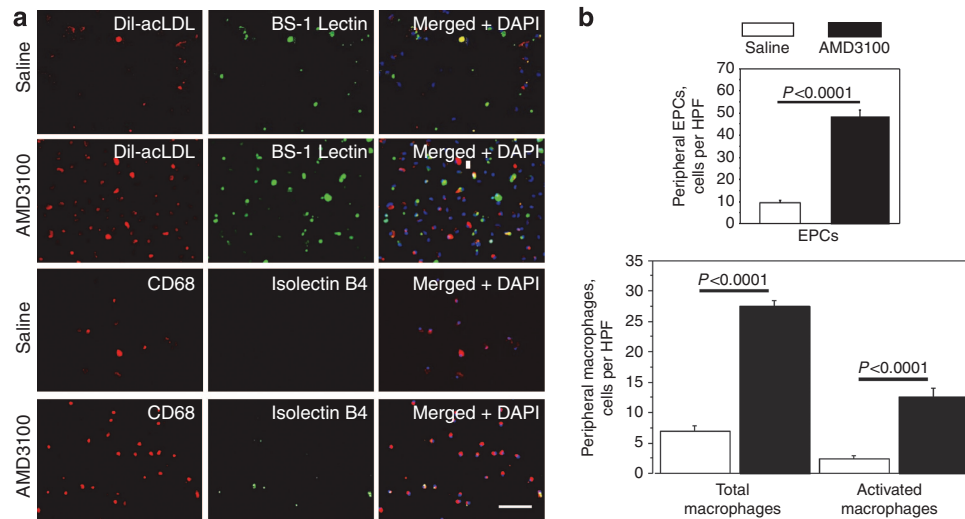 a
Dil-acLDL
BS-1 Lectin
Merged + DAPI
Saline
Dil-acLDL
BS-1 Lectin
Merged + DAPI
AMD3100
CD68
Isolectin B4
Merged + DAPI
Saline
CD68
Isolectin B4
Merged + DAPI
AMD3100
b
Saline
AMD3100
Peripheral EPCs,
cells per HPF
70
60
50
40
30
20
10
0
P<0.0001
EPCs
Peripheral macrophages,
cells per HPF
35
30
25
20
15
10
5
0
P<0.0001
P<0.0001
Total
macrophages
Activated
macrophages